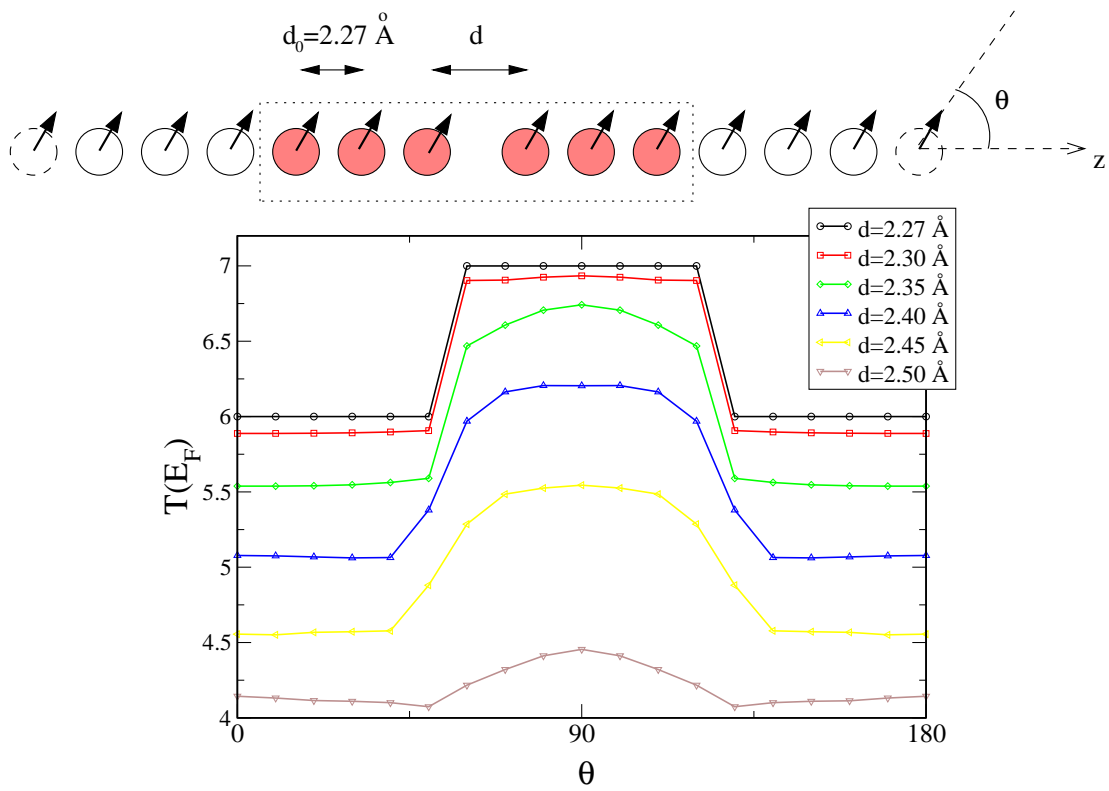 d₀=2.27 Å
d
θ
z
d=2.27 Å
d=2.30 Å
d=2.35 Å
d=2.40 Å
d=2.45 Å
d=2.50 Å
T(E_F)
7
6.5
6
5.5
5
4.5
4
0
90
180
θ